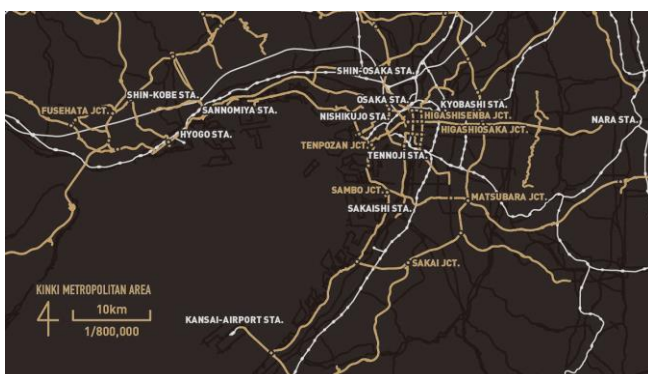 SHIN-OSAKA STA.
SHIN-KOBE STA.
OSAKA STA.
KYOBASHI STA.
FUSEHATA JCT.
SANNOMIYA STA.
NISHIKUJO STA.
HIGASHISENBA JCT.
NARA STA.
HYOGO STA.
HIGASHIOSAKA JCT.
TENPOZAN JCT.
TENNOJI STA.
SAMBO JCT.
MATSUBARA JCT.
SAKAISHI STA.
SAKAI JCT.
KINKI METROPOLITAN AREA
10km
1/800,000
KANSAI-AIRPORT STA.